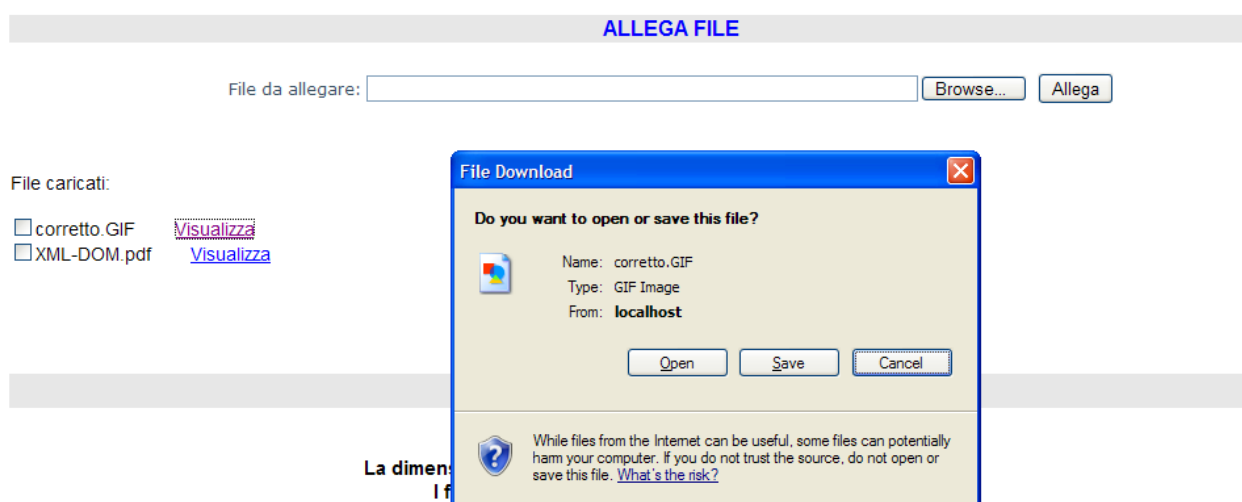 ALLEGA FILE
File da allegare: Browse... Allega
File caricati:
corretto.GIF Visualizza
XML-DOM.pdf Visualizza
File Download
Do you want to open or save this file?
Name: corretto.GIF
Type: GIF Image
From: localhost
Open Save Cancel
While files from the Internet can be useful, some files can potentially
harm your computer. If you do not trust the source, do not open or
save this file. What's the risk?
La
I